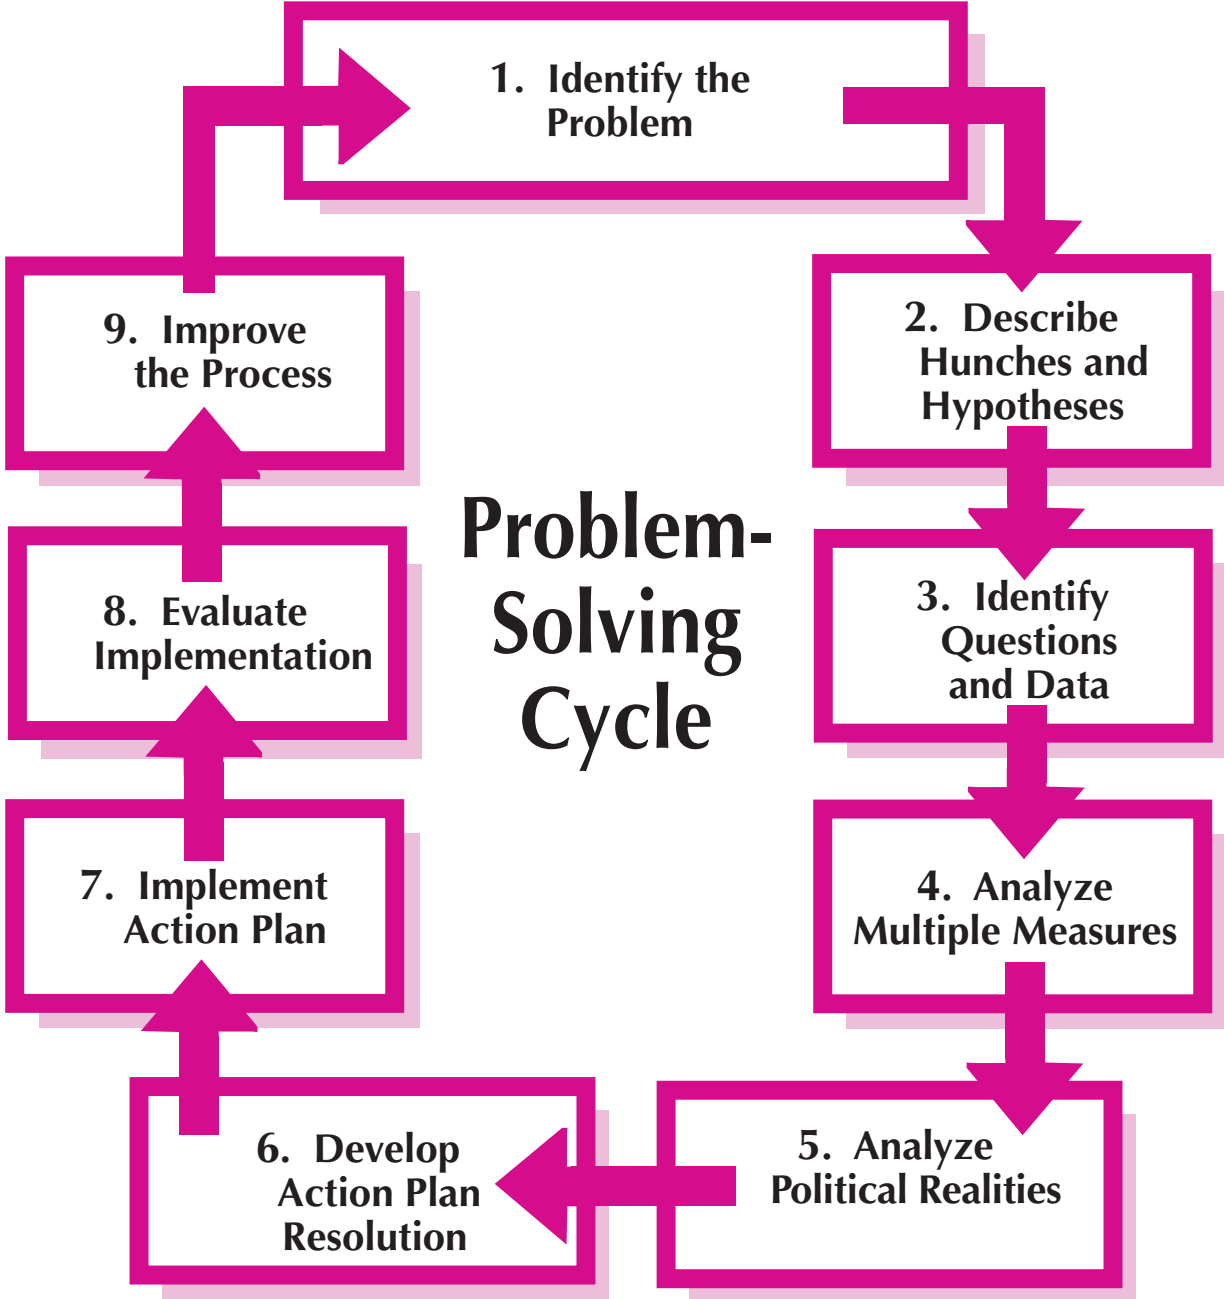 1. Identify the
Problem
2. Describe
Hunches and
Hypotheses
3. Identify
Questions
and Data
4. Analyze
Multiple Measures
5. Analyze
Political Realities
6. Develop
Action Plan
Resolution
7. Implement
Action Plan
8. Evaluate
Implementation
9. Improve
the Process
Problem-
Solving
Cycle